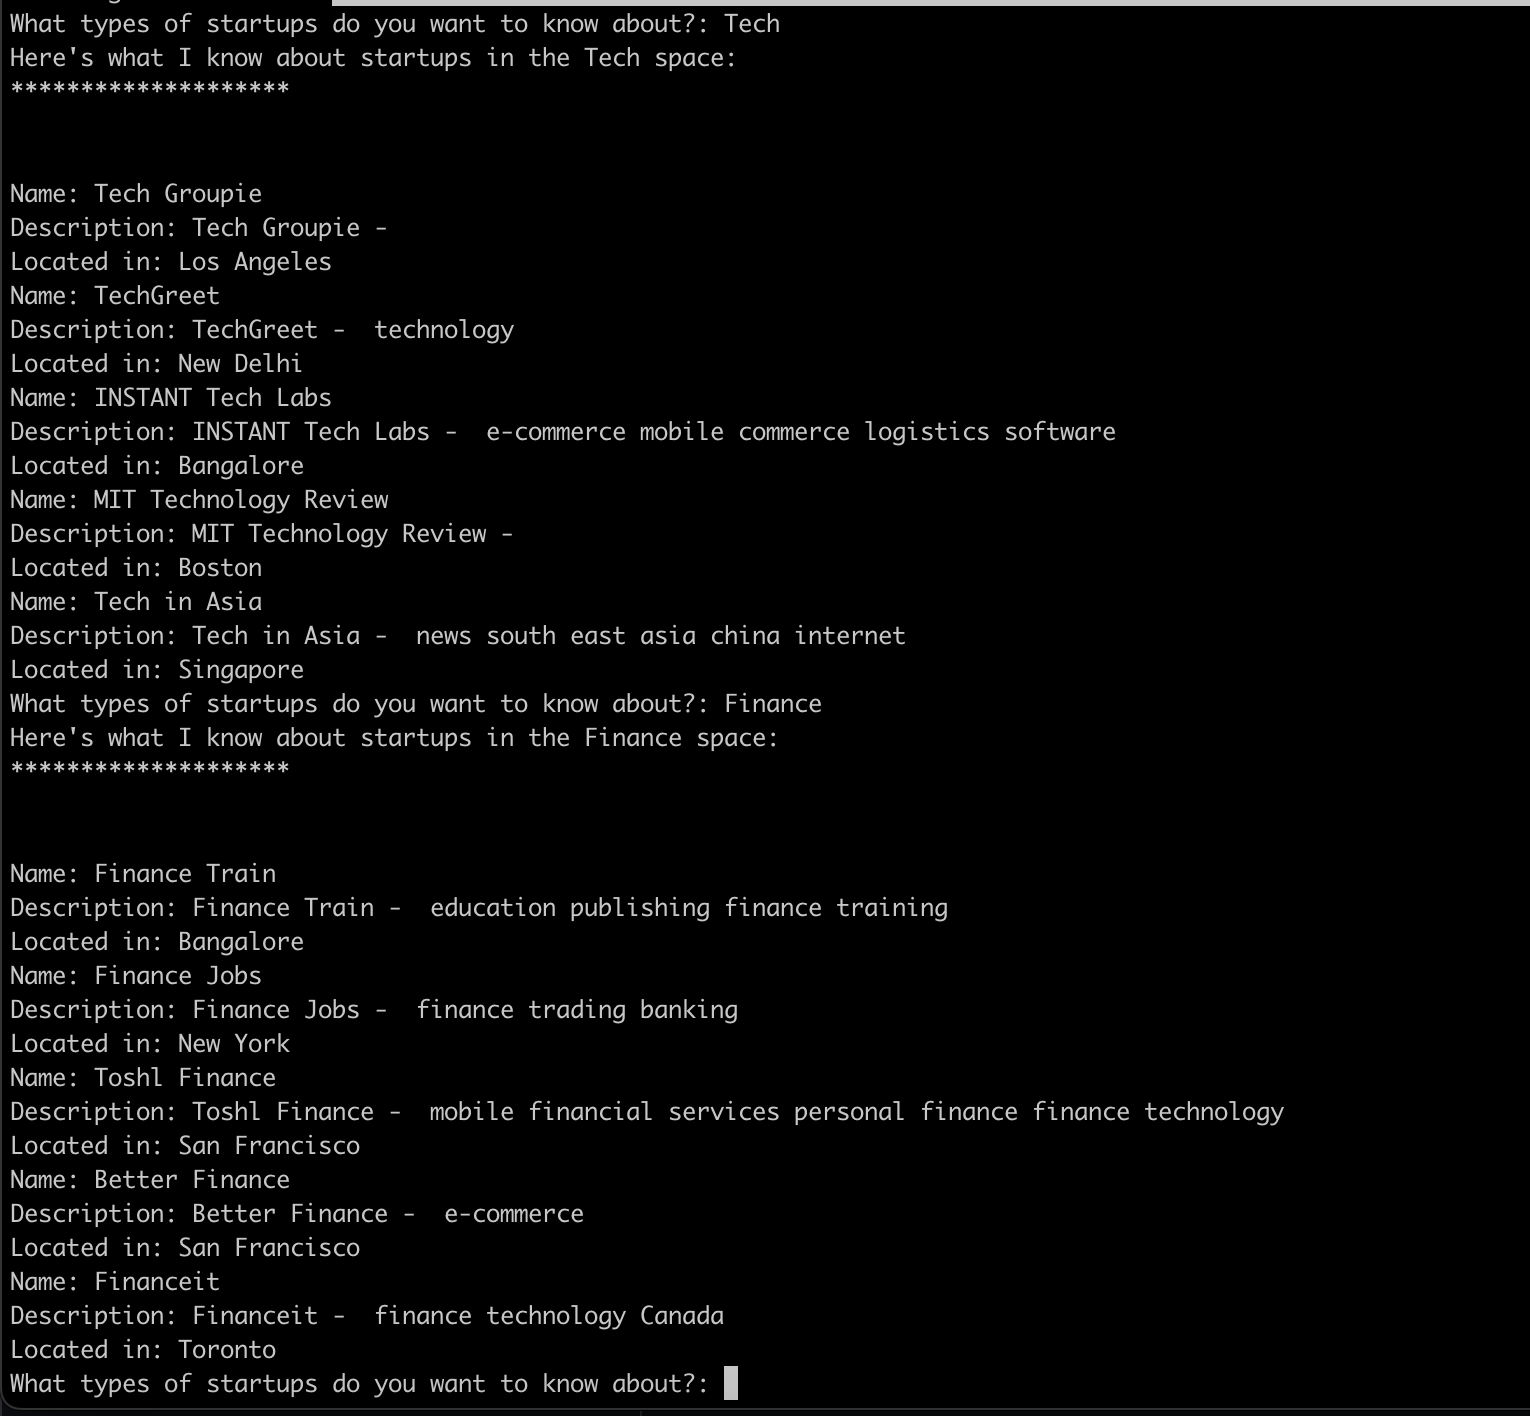 What types of startups do you want to know about?: Tech
Here's what I know about startups in the Tech space:
********************
Name: Tech Groupie
Description: Tech Groupie -
Located in: Los Angeles
Name: TechGreet
Description: TechGreet -  technology
Located in: New Delhi
Name: INSTANT Tech Labs
Description: INSTANT Tech Labs -  e-commerce mobile commerce logistics software
Located in: Bangalore
Name: MIT Technology Review
Description: MIT Technology Review -
Located in: Boston
Name: Tech in Asia
Description: Tech in Asia -  news south east asia china internet
Located in: Singapore
What types of startups do you want to know about?: Finance
Here's what I know about startups in the Finance space:
********************
Name: Finance Train
Description: Finance Train -  education publishing finance training
Located in: Bangalore
Name: Finance Jobs
Description: Finance Jobs -  finance trading banking
Located in: New York
Name: Toshl Finance
Description: Toshl Finance -  mobile financial services personal finance finance technology
Located in: San Francisco
Name: Better Finance
Description: Better Finance -  e-commerce
Located in: San Francisco
Name: Financeit
Description: Financeit -  finance technology Canada
Located in: Toronto
What types of startups do you want to know about?: